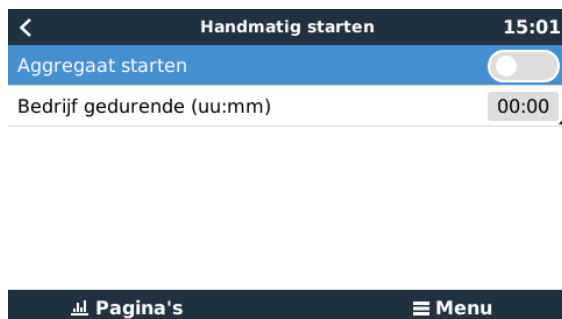 Handmatig starten 15:01
Aggregaat starten
Bedrijf gedurende (uu:mm) 00:00
Pagina's Menu